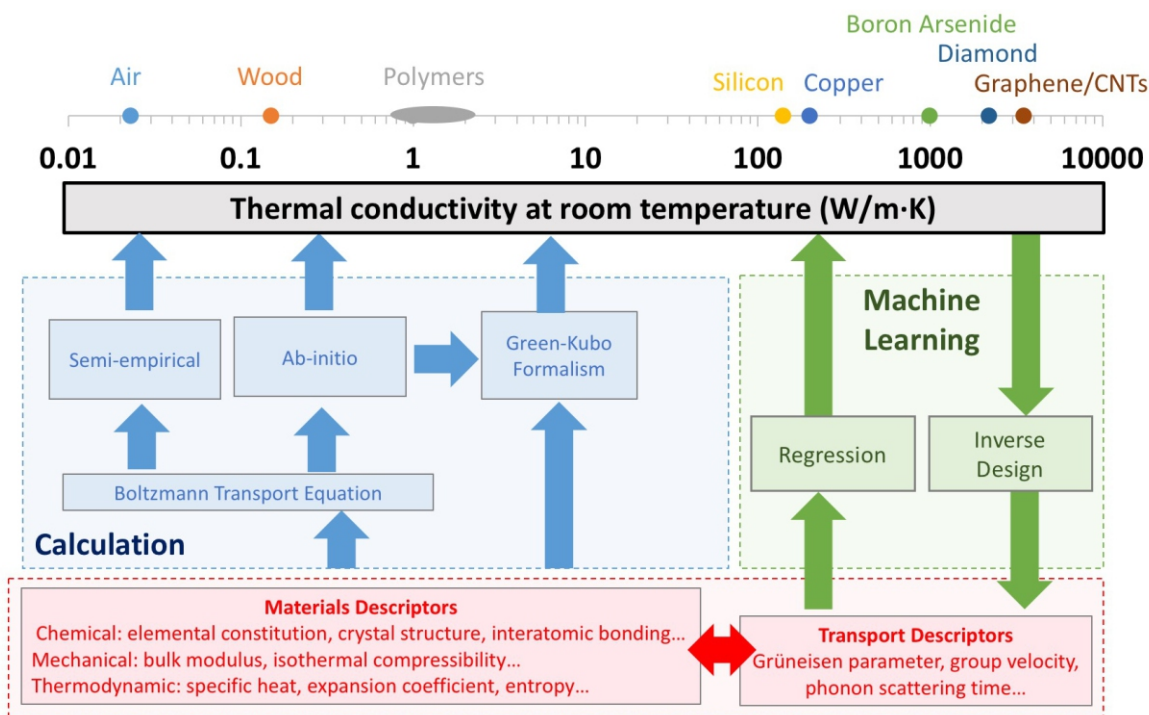 Boron Arsenide
Air
Wood
Polymers
Silicon
Copper
Diamond
Graphene/CNTs
0.01
0.1
1
10
100
1000
10000
Thermal conductivity at room temperature (W/m·K)
Semi-empirical
Ab-initio
Green-Kubo
Formalism
Boltzmann Transport Equation
Calculation
Machine
Learning
Regression
Inverse
Design
Materials Descriptors
Chemical: elemental constitution, crystal structure, interatomic bonding...
Mechanical: bulk modulus, isothermal compressibility...
Thermodynamic: specific heat, expansion coefficient, entropy...
Transport Descriptors
Grüneisen parameter, group velocity,
phonon scattering time...